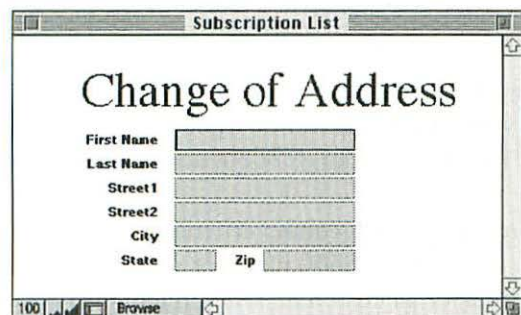 Subscription List
Change of Address
First Name
Last Name
Street1
Street2
City
State Zip
100 Browse